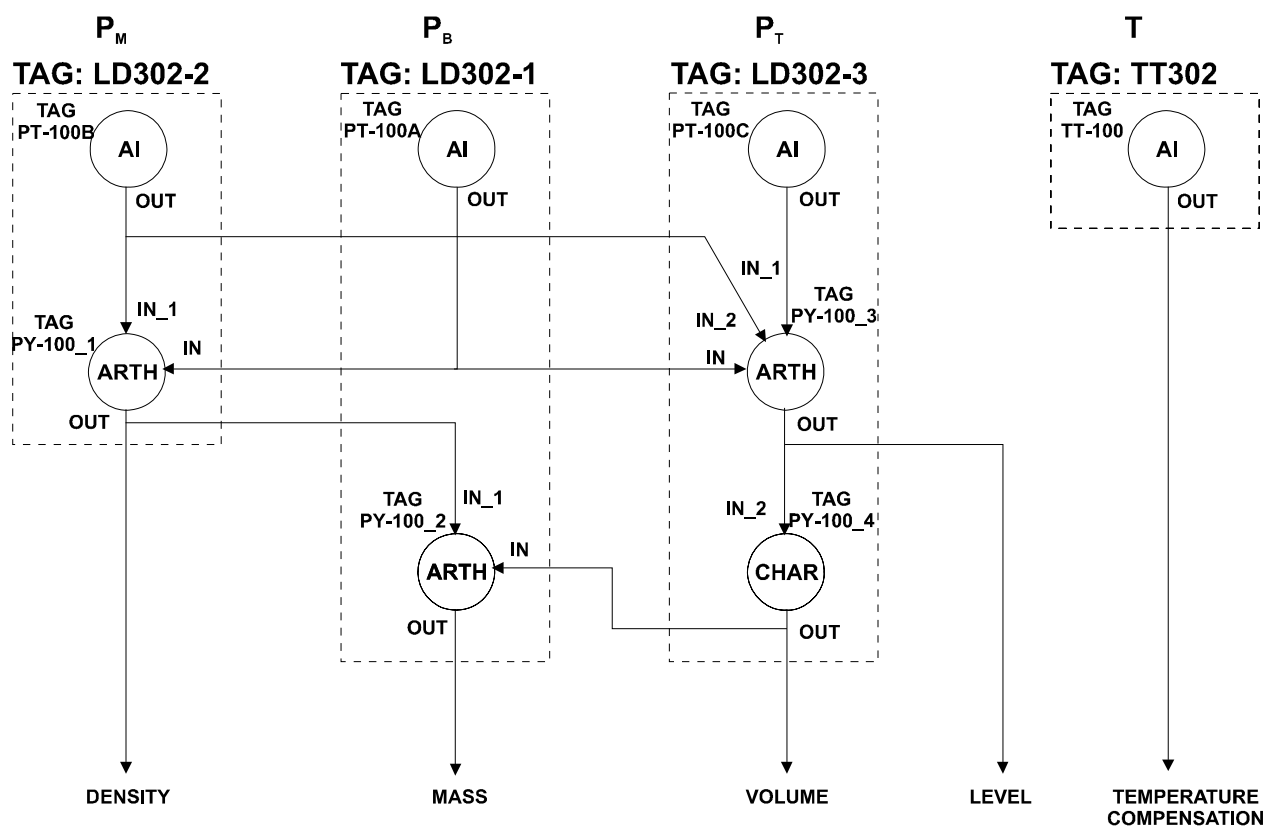 PM PB PT T
TAG: LD302-2 TAG: LD302-1 TAG: LD302-3 TAG: TT302
TAG TAG TAG TAG
PT-100B PT-100A PT-100C TT-100
AI AI AI AI
OUT OUT OUT OUT
IN_1
IN_1 TAG
TAG IN_2 PY-100_3
PY-100_1 IN IN
ARTH ARTH
OUT OUT
TAG IN_1 TAG
PY-100_2 IN_2 PY-100_4
IN
ARTH CHAR
OUT OUT
DENSITY MASS VOLUME LEVEL TEMPERATURE
COMPENSATION